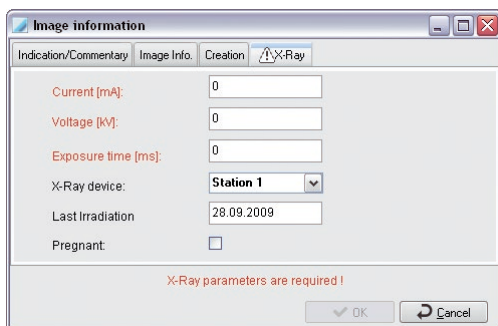 Image information
Indication/Commentary Image Info. Creation X-Ray
Current [mA]: 0
Voltage [kV]: 0
Exposure time [ms]: 0
X-Ray device: Station 1
Last Irradiation 28.09.2009
Pregnant:
X-Ray parameters are required !
OK Cancel